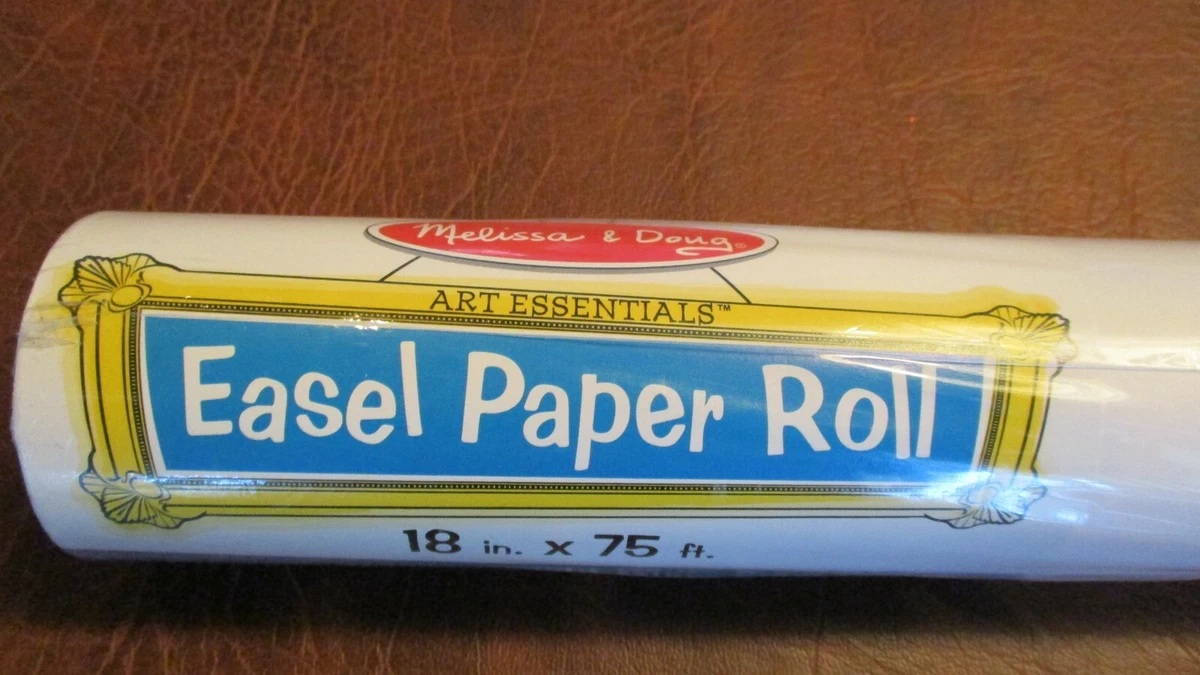 Melissa & Doug®
ART ESSENTIALS™
Easel Paper Roll
18 in. x 75 ft.